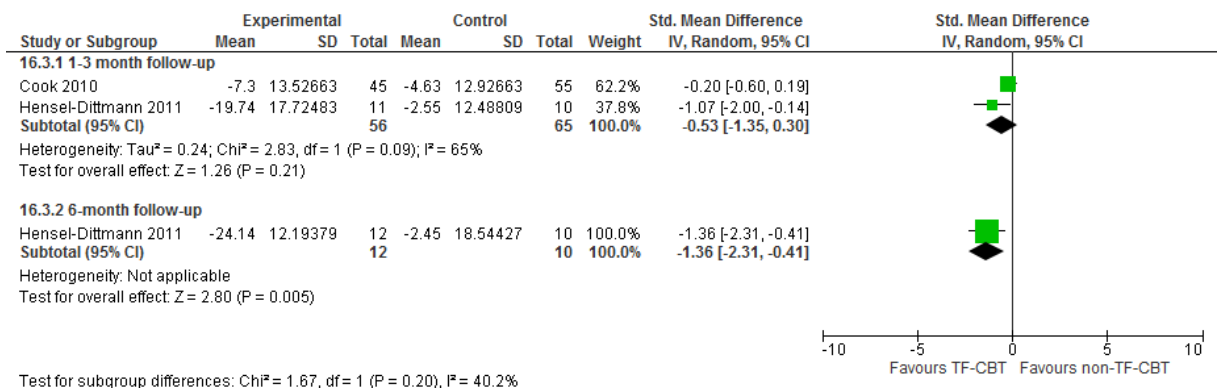 Experimental Control Std. Mean Difference Std. Mean Difference
Study or Subgroup Mean SD Total Mean SD Total Weight IV, Random, 95% CI IV, Random, 95% CI
16.3.1 1-3 month follow-up
Cook 2010 -7.3 13.52663 45 -4.63 12.92663 55 62.2% -0.20 [-0.60, 0.19]
Hensel-Dittmann 2011 -19.74 17.72483 11 -2.55 12.48809 10 37.8% -1.07 [-2.00, -0.14]
Subtotal (95% CI) 56 65 100.0% -0.53 [-1.35, 0.30]
Heterogeneity: Tau² = 0.24; Chi² = 2.83, df = 1 (P = 0.09); I² = 65%
Test for overall effect: Z = 1.26 (P = 0.21)
16.3.2 6-month follow-up
Hensel-Dittmann 2011 -24.14 12.19379 12 -2.45 18.54427 10 100.0% -1.36 [-2.31, -0.41]
Subtotal (95% CI) 12 10 100.0% -1.36 [-2.31, -0.41]
Heterogeneity: Not applicable
Test for overall effect: Z = 2.80 (P = 0.005)
-10 -5 0 5 10
Favours TF-CBT Favours non-TF-CBT
Test for subgroup differences: Chi² = 1.67, df = 1 (P = 0.20), I² = 40.2%